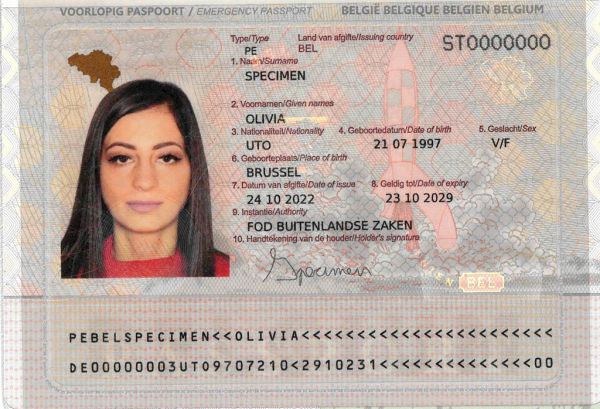 VOORLOPIG PASPOORT / EMERGENCY PASSPORT BELGIË BELGIQUE BELGIEN BELGIUM
Type/Type Land van afgifte/Issuing country ST0000000
PE BEL
1. Naam/Surname
SPECIMEN
2. Voornamen/Given names
OLIVIA
3. Nationaliteit/Nationality 4. Geboortedatum/Date of birth 5. Geslacht/Sex
UTO 21 07 1997 V/F
6. Geboorteplaats/Place of birth
BRUSSEL
7. Datum van afgifte/Date of issue 8. Geldig tot/Date of expiry
24 10 2022 23 10 2029
9. Instantie/Authority
FOD BUITENLANDSE ZAKEN
10. Handtekening van de houder/Holder's signature
Specimen
BEL
PEBELSPECIMEN<<OLIVIA<<<<<<<<<<<<<<<<<<<<<<<
DE00000003UTO9707210<2910231<<<<<<<<<<<<<<00